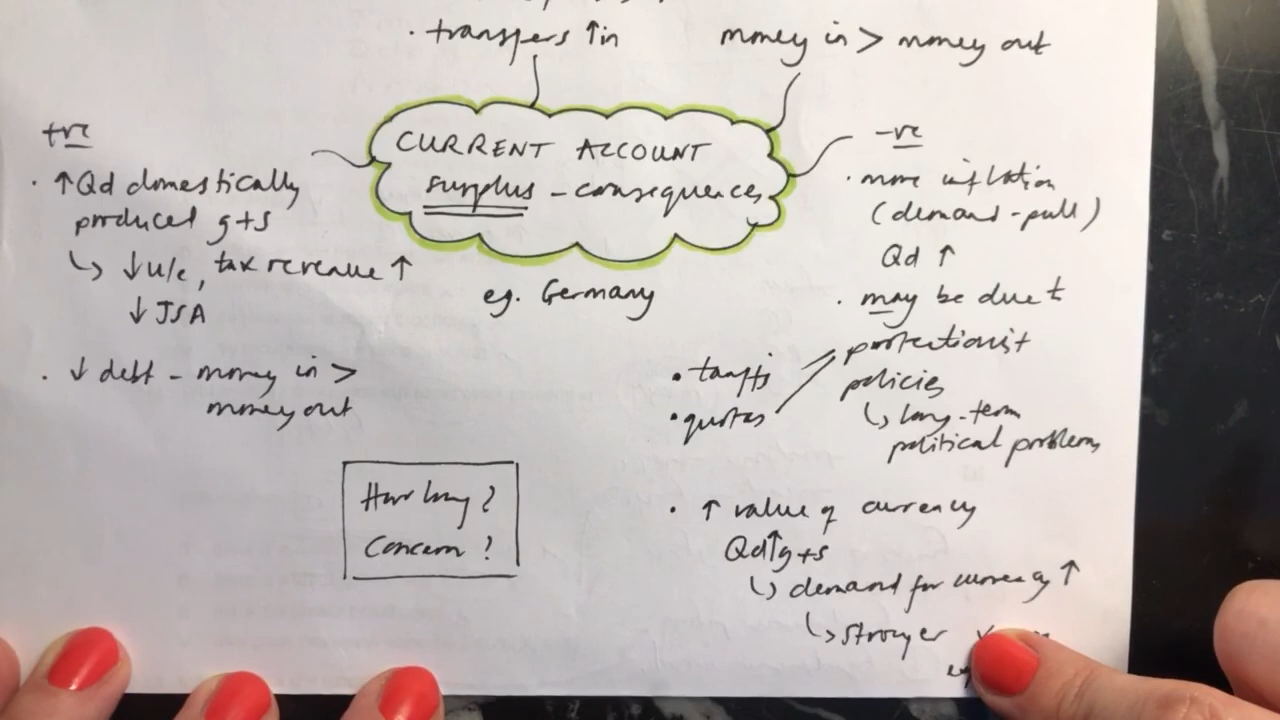 · transfers ↑in
money in > money out
CURRENT ACCOUNT
surplus - consequences
eg. Germany
+ve
· ↑Qd domestically
produced g+s
↳ ↓u/e, tax revenue ↑
↓ JSA
· ↓ debt - money in >
money out
How long?
Concern?
-ve
· more inflation
(demand-pull)
Qd ↑
· may be due t
protectionist
policies
· tariffs
· quotas
↳ long-term
political problems
· ↑ value of currency
Qd↑g+s
↳ demand for currency ↑
↳ stronger